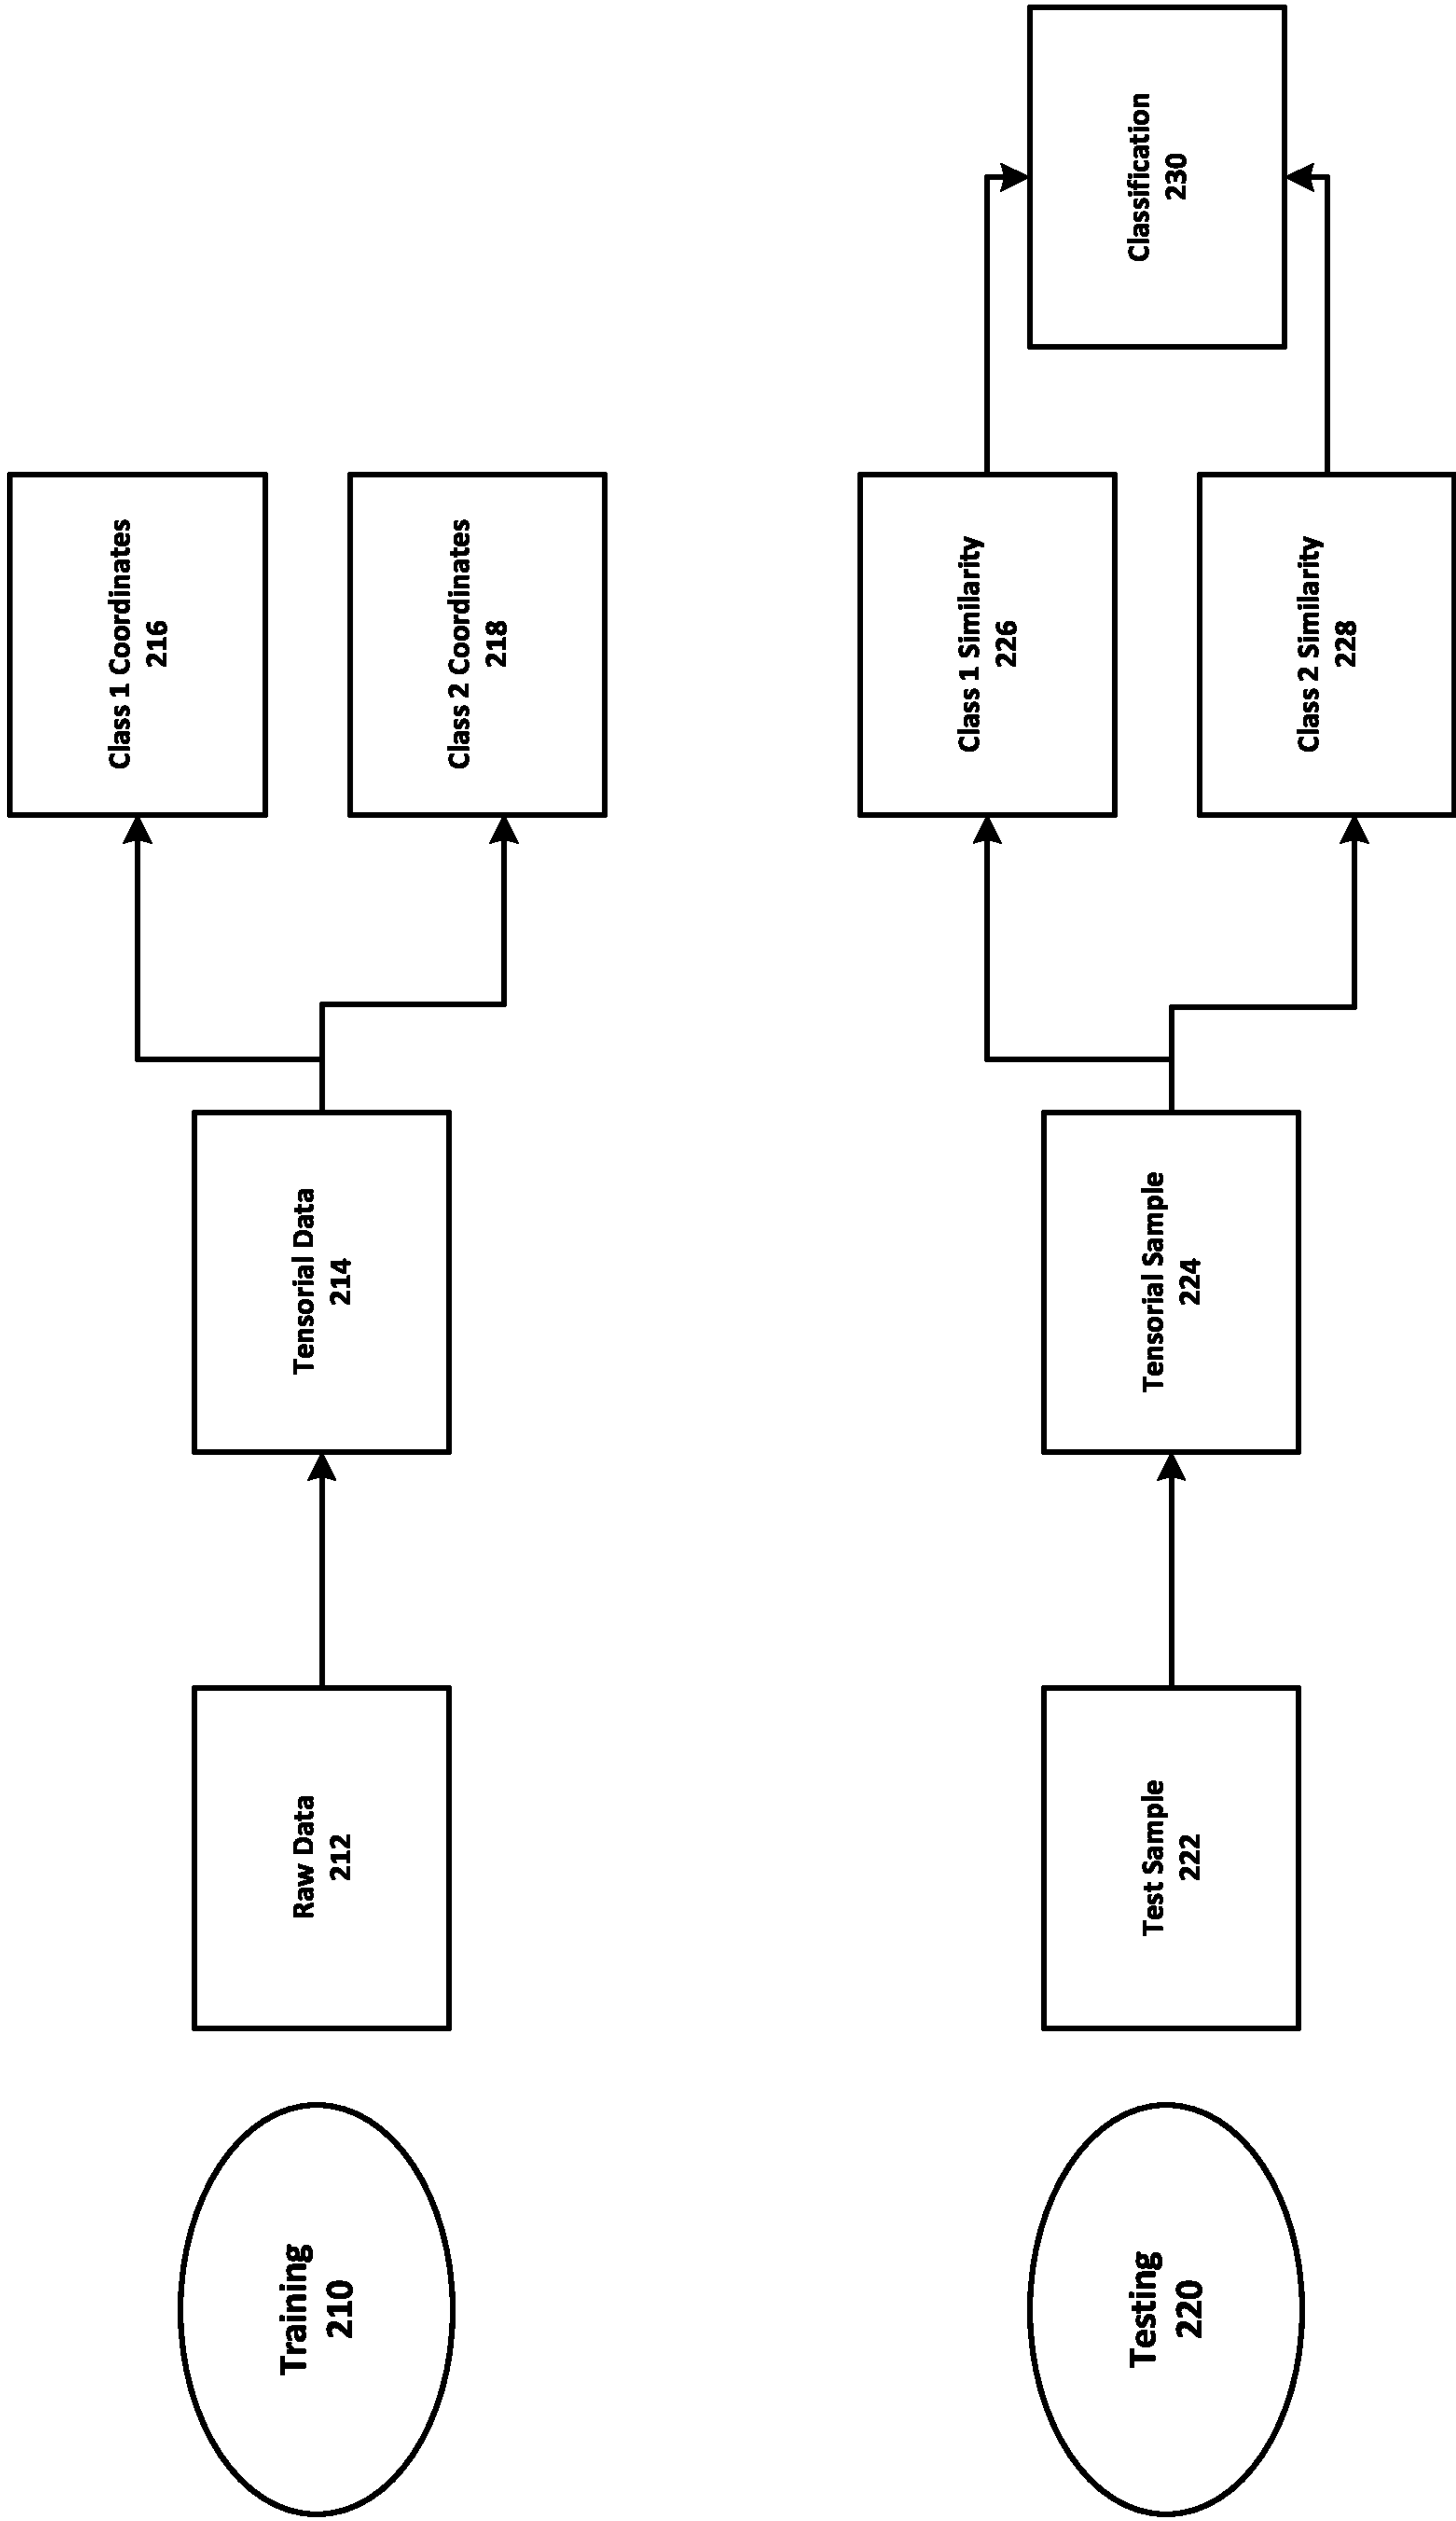 Training
210
Raw Data
212
Tensorial Data
214
Class 1 Coordinates
216
Class 2 Coordinates
218
Testing
220
Test Sample
222
Tensorial Sample
224
Class 1 Similarity
226
Class 2 Similarity
228
Classification
230